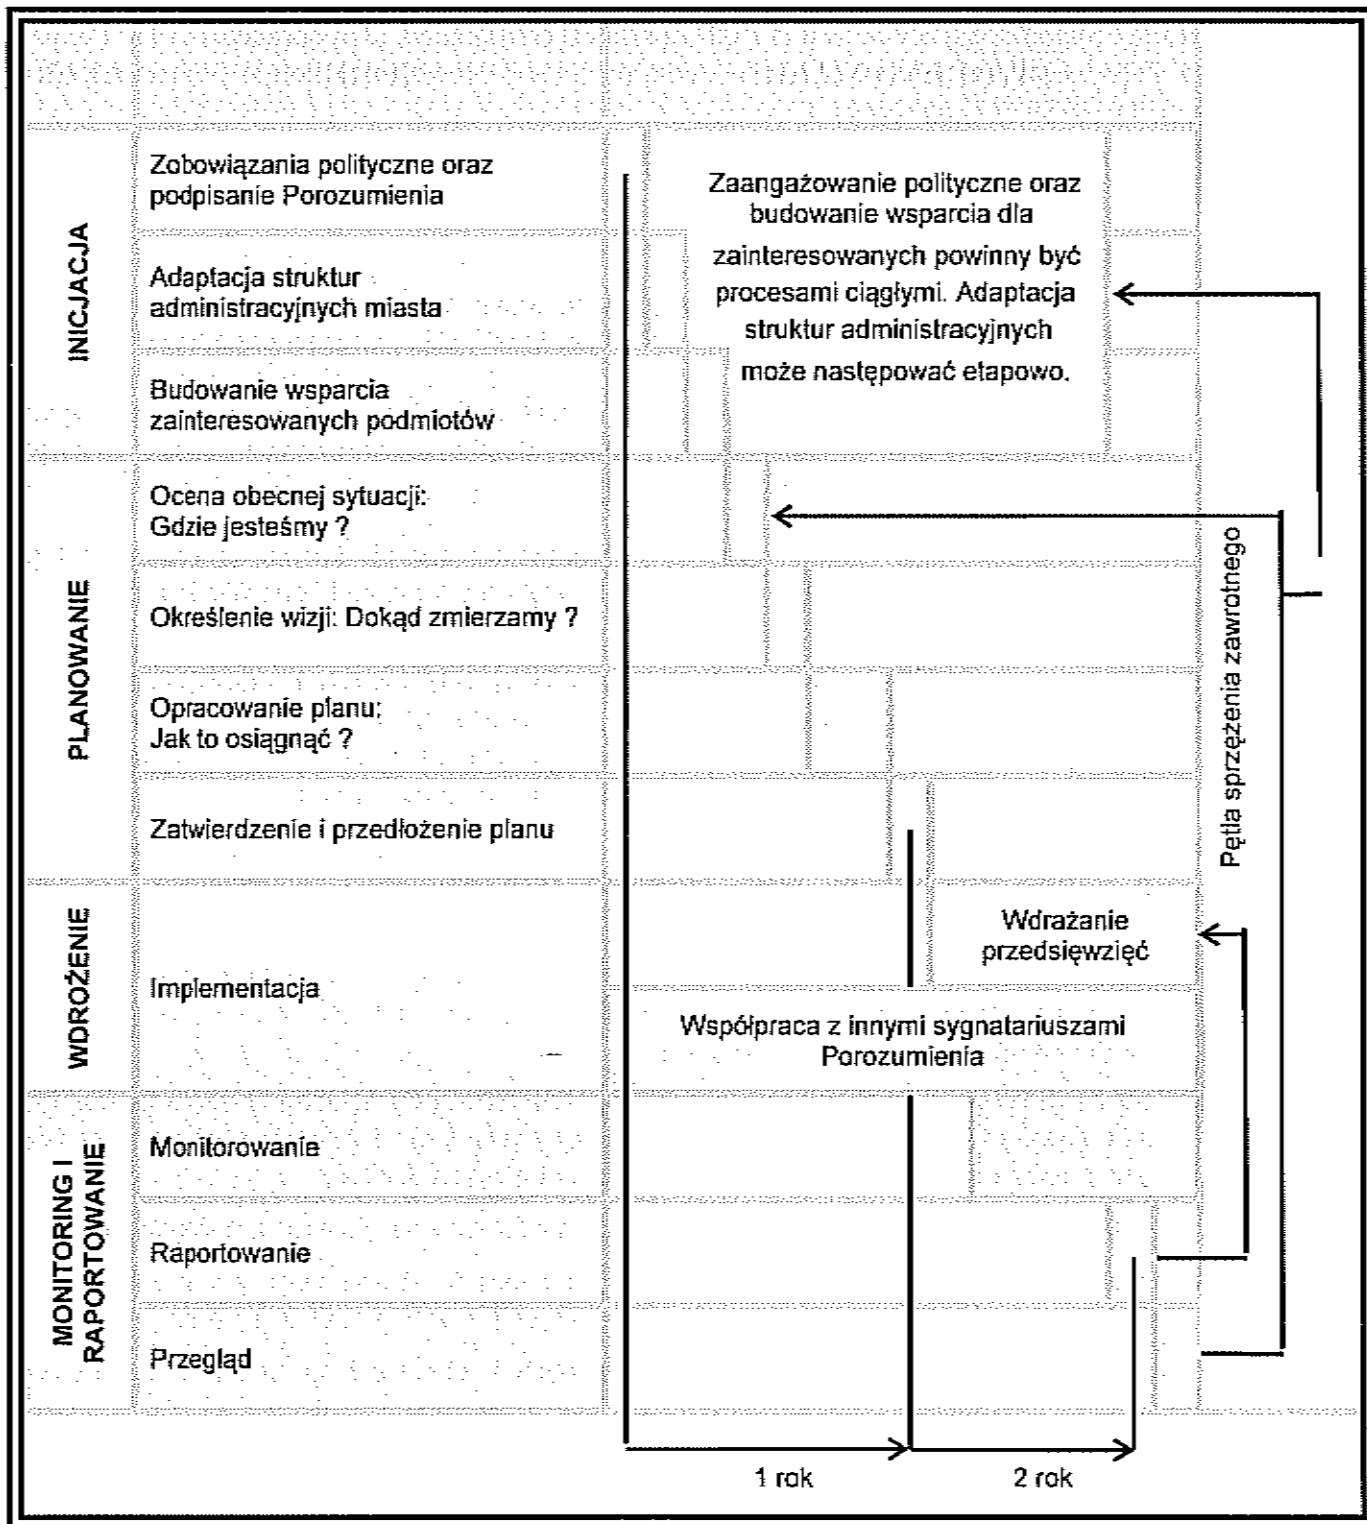 INICJACJA
Zobowiązania polityczne oraz
podpisanie Porozumienia
Zaangażowanie polityczne oraz
budowanie wsparcia dla
zainteresowanych powinny być
procesami ciągłymi. Adaptacja
struktur administracyjnych
może następować etapowo.
Adaptacja struktur
administracyjnych miasta
Budowanie wsparcia
zainteresowanych podmiotów
PLANOWANIE
Ocena obecnej sytuacji:
Gdzie jesteśmy ?
Określenie wizji: Dokąd zmierzamy ?
Opracowanie planu:
Jak to osiągnąć ?
Zatwierdzenie i przedłożenie planu
Pętla sprzężenia zawrotnego
WDROŻENIE
Implementacja
Wdrażanie
przedsięwzięć
Współpraca z innymi sygnatariuszami
Porozumienia
MONITORING I
RAPORTOWANIE
Monitorowanie
Raportowanie
Przegląd
1 rok
2 rok